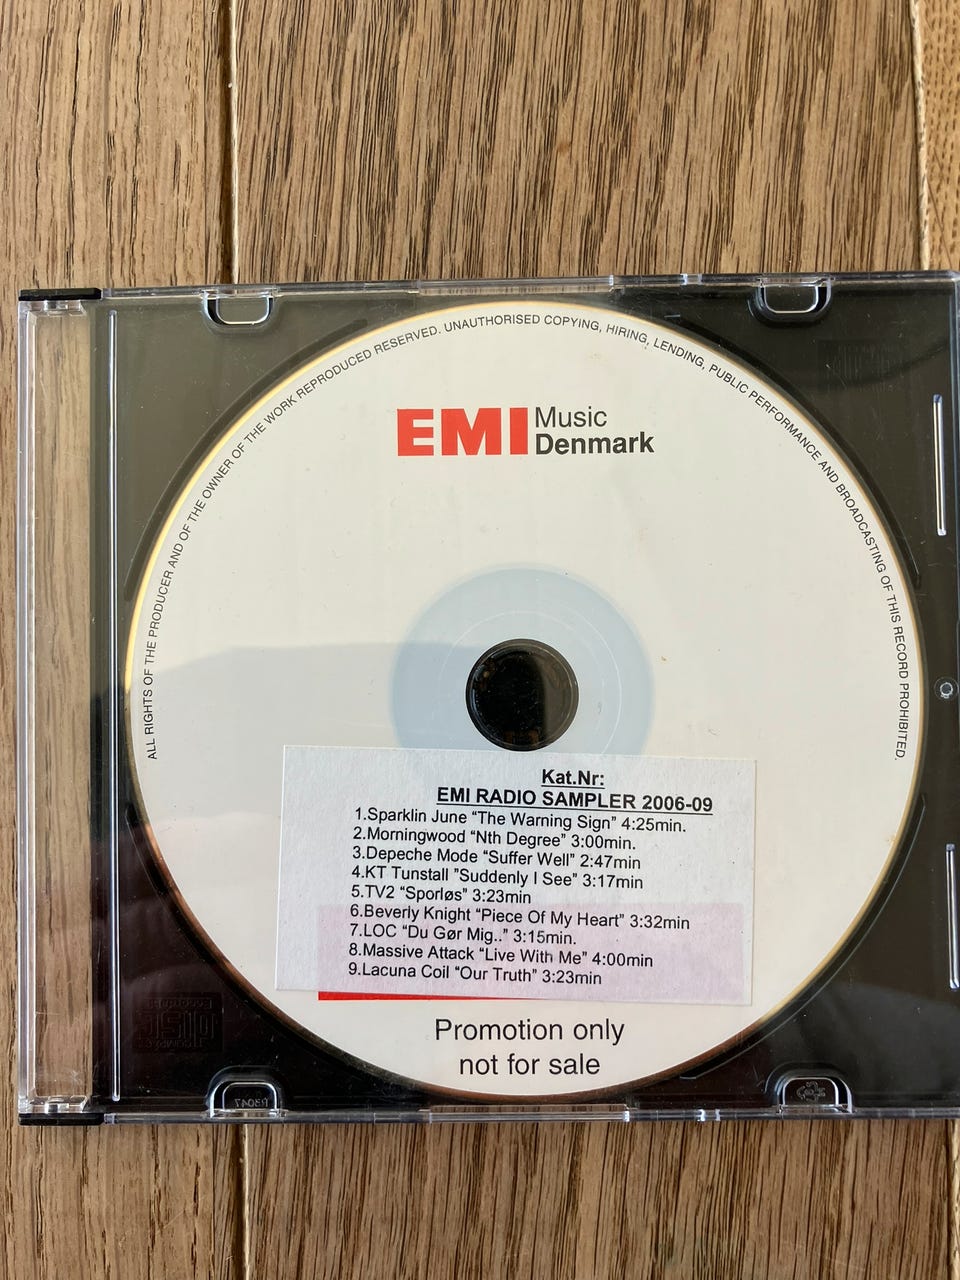 ALL RIGHTS OF THE PRODUCER AND OF THE OWNER OF THE WORK REPRODUCED RESERVED. UNAUTHORISED COPYING, HIRING, LENDING, PUBLIC PERFORMANCE AND BROADCASTING OF THIS RECORD PROHIBITED.
EMI Music
Denmark
Kat.Nr:
EMI RADIO SAMPLER 2006-09
1.Sparklin June “The Warning Sign” 4:25min.
2.Morningwood “Nth Degree” 3:00min.
3.Depeche Mode “Suffer Well” 2:47min
4.KT Tunstall ”Suddenly I See” 3:17min
5.TV2 “Sporløs” 3:23min
6.Beverly Knight “Piece Of My Heart” 3:32min
7.LOC “Du Gør Mig..” 3:15min.
8.Massive Attack “Live With Me” 4:00min
9.Lacuna Coil “Our Truth” 3:23min
Promotion only
not for sale
COMPACT
disc